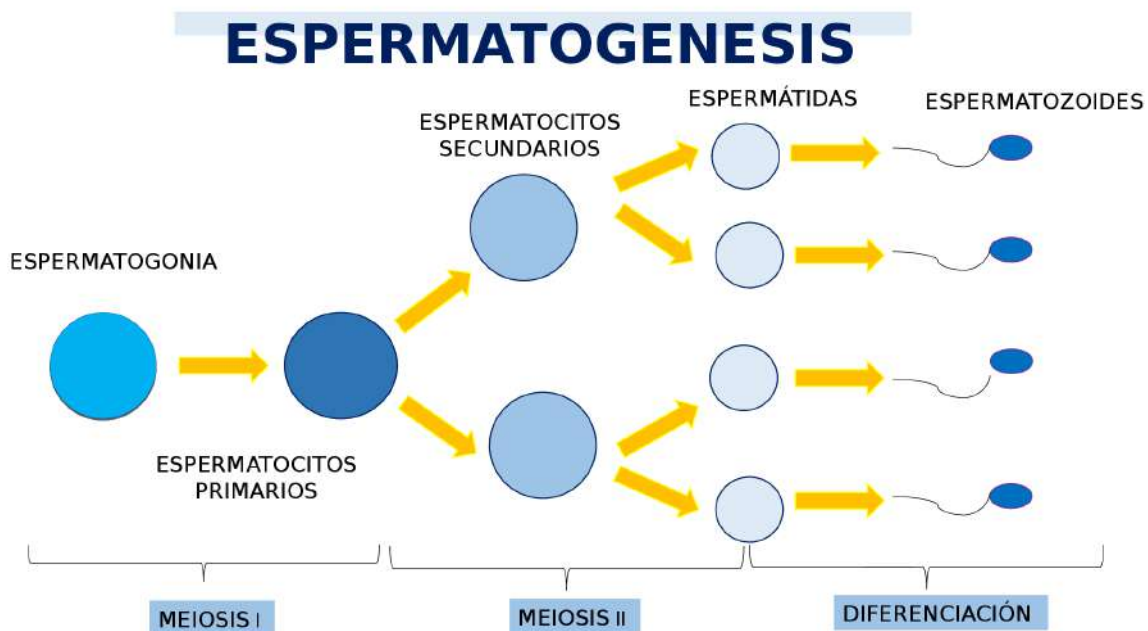 ESPERMATOGENESIS
ESPERMÁTIDAS
ESPERMATOZOIDES
ESPERMATOCITOS
SECUNDARIOS
ESPERMATOGONIA
ESPERMATOCITOS
PRIMARIOS
MEIOSIS I
MEIOSIS II
DIFERENCIACIÓN